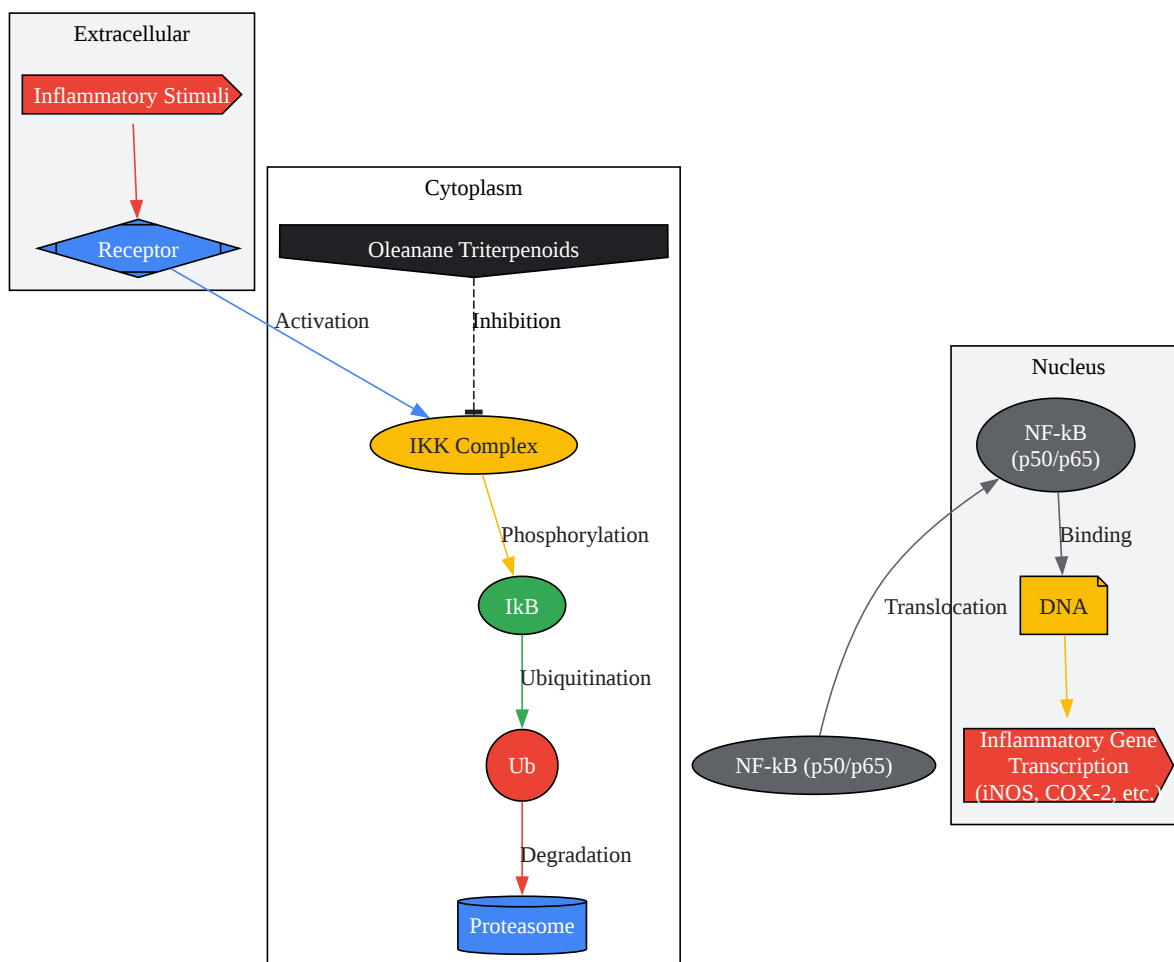 Extracellular
Inflammatory Stimuli
Receptor
Cytoplasm
Oleanane Triterpenoids
Activation
Inhibition
IKK Complex
Phosphorylation
IkB
Ubiquitination
Ub
Degradation
Proteasome
NF-kB (p50/p65)
Translocation
Nucleus
NF-kB
(p50/p65)
Binding
DNA
Inflammatory Gene
Transcription
(iNOS, COX-2, etc.)